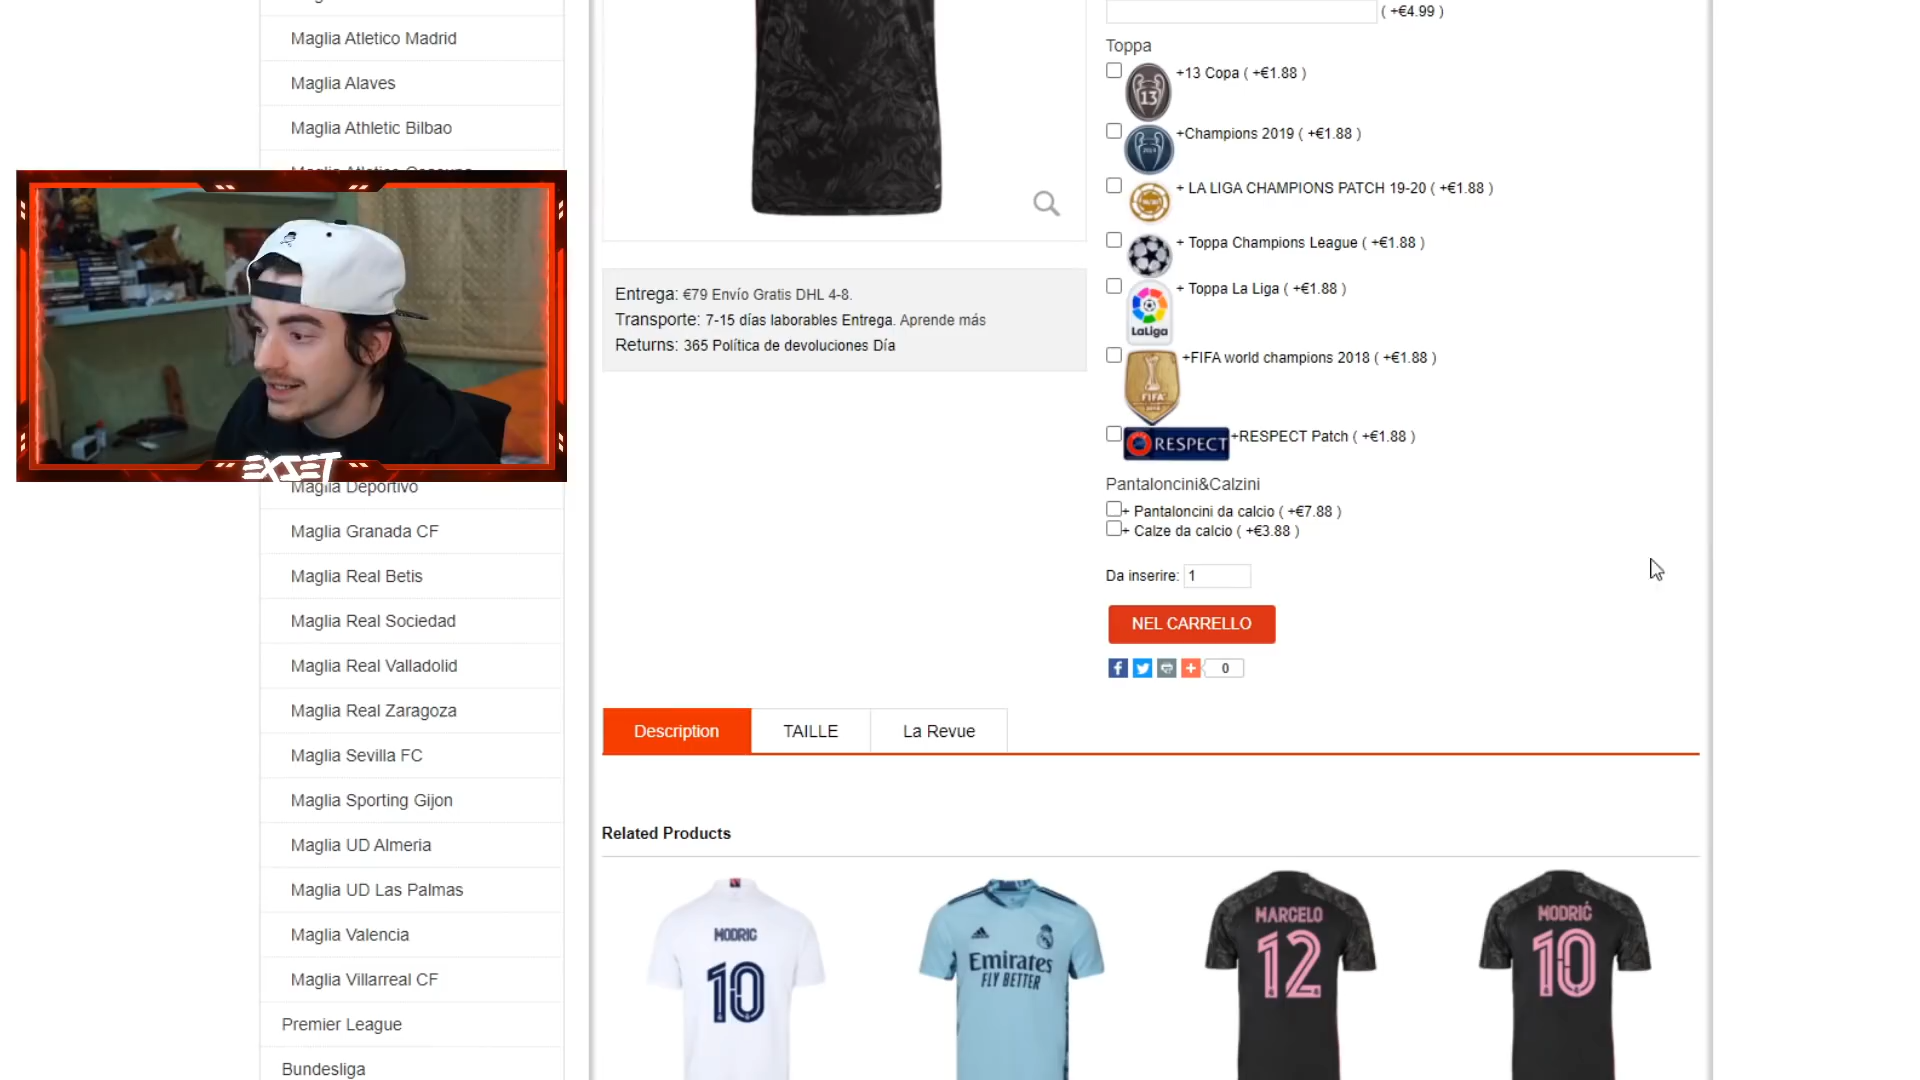 Maglia Atletico Madrid
Maglia Alaves
Maglia Athletic Bilbao
EXSET
Maglia Deportivo
Maglia Granada CF
Maglia Real Betis
Maglia Real Sociedad
Maglia Real Valladolid
Maglia Real Zaragoza
Maglia Sevilla FC
Maglia Sporting Gijon
Maglia UD Almeria
Maglia UD Las Palmas
Maglia Valencia
Maglia Villarreal CF
Premier League
Bundesliga
Entrega: €79 Envío Gratis DHL 4-8.
Transporte: 7-15 días laborables Entrega. Aprende más
Returns: 365 Política de devoluciones Día
( +€4.99 )
Toppa
13
+13 Copa ( +€1.88 )
+Champions 2019 ( +€1.88 )
+ LA LIGA CHAMPIONS PATCH 19-20 ( +€1.88 )
+ Toppa Champions League ( +€1.88 )
LaLiga
+ Toppa La Liga ( +€1.88 )
FIFA
+FIFA world champions 2018 ( +€1.88 )
RESPECT
+RESPECT Patch ( +€1.88 )
Pantaloncini&Calzini
+ Pantaloncini da calcio ( +€7.88 )
+ Calze da calcio ( +€3.88 )
Da inserire: 1
NEL CARRELLO
0
Description
TAILLE
La Revue
Related Products
MODRIC
10
Emirates
FLY BETTER
MARCELO
12
MODRIĆ
10